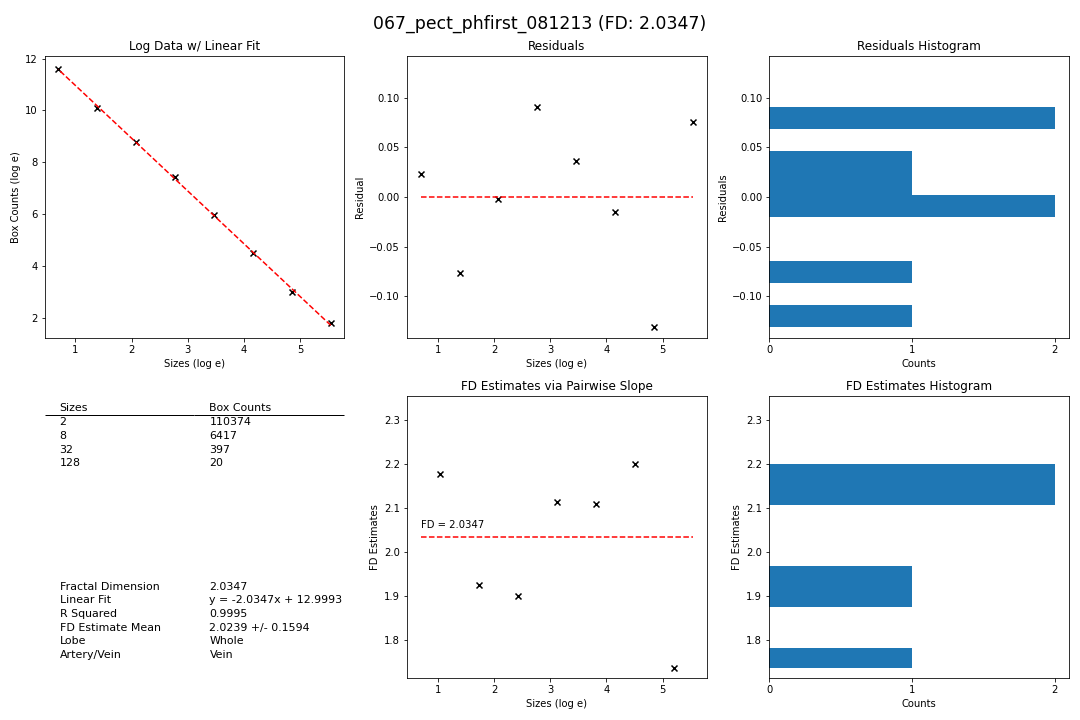 067_pect_phfirst_081213 (FD: 2.0347)
Log Data w/ Linear Fit
Box Counts (log e)
12
10
8
6
4
2
1 2 3 4 5
Sizes (log e)
Residuals
Residual
0.10
0.05
0.00
−0.05
−0.10
1 2 3 4 5
Sizes (log e)
Residuals Histogram
Residuals
0.10
0.05
0.00
−0.05
−0.10
0 1 2
Counts
Sizes Box Counts
2 110374
8 6417
32 397
128 20
Fractal Dimension 2.0347
Linear Fit y = -2.0347x + 12.9993
R Squared 0.9995
FD Estimate Mean 2.0239 +/- 0.1594
Lobe Whole
Artery/Vein Vein
FD Estimates via Pairwise Slope
FD Estimates
2.3
2.2
2.1
2.0
1.9
1.8
FD = 2.0347
1 2 3 4 5
Sizes (log e)
FD Estimates Histogram
FD Estimates
2.3
2.2
2.1
2.0
1.9
1.8
0 1 2
Counts